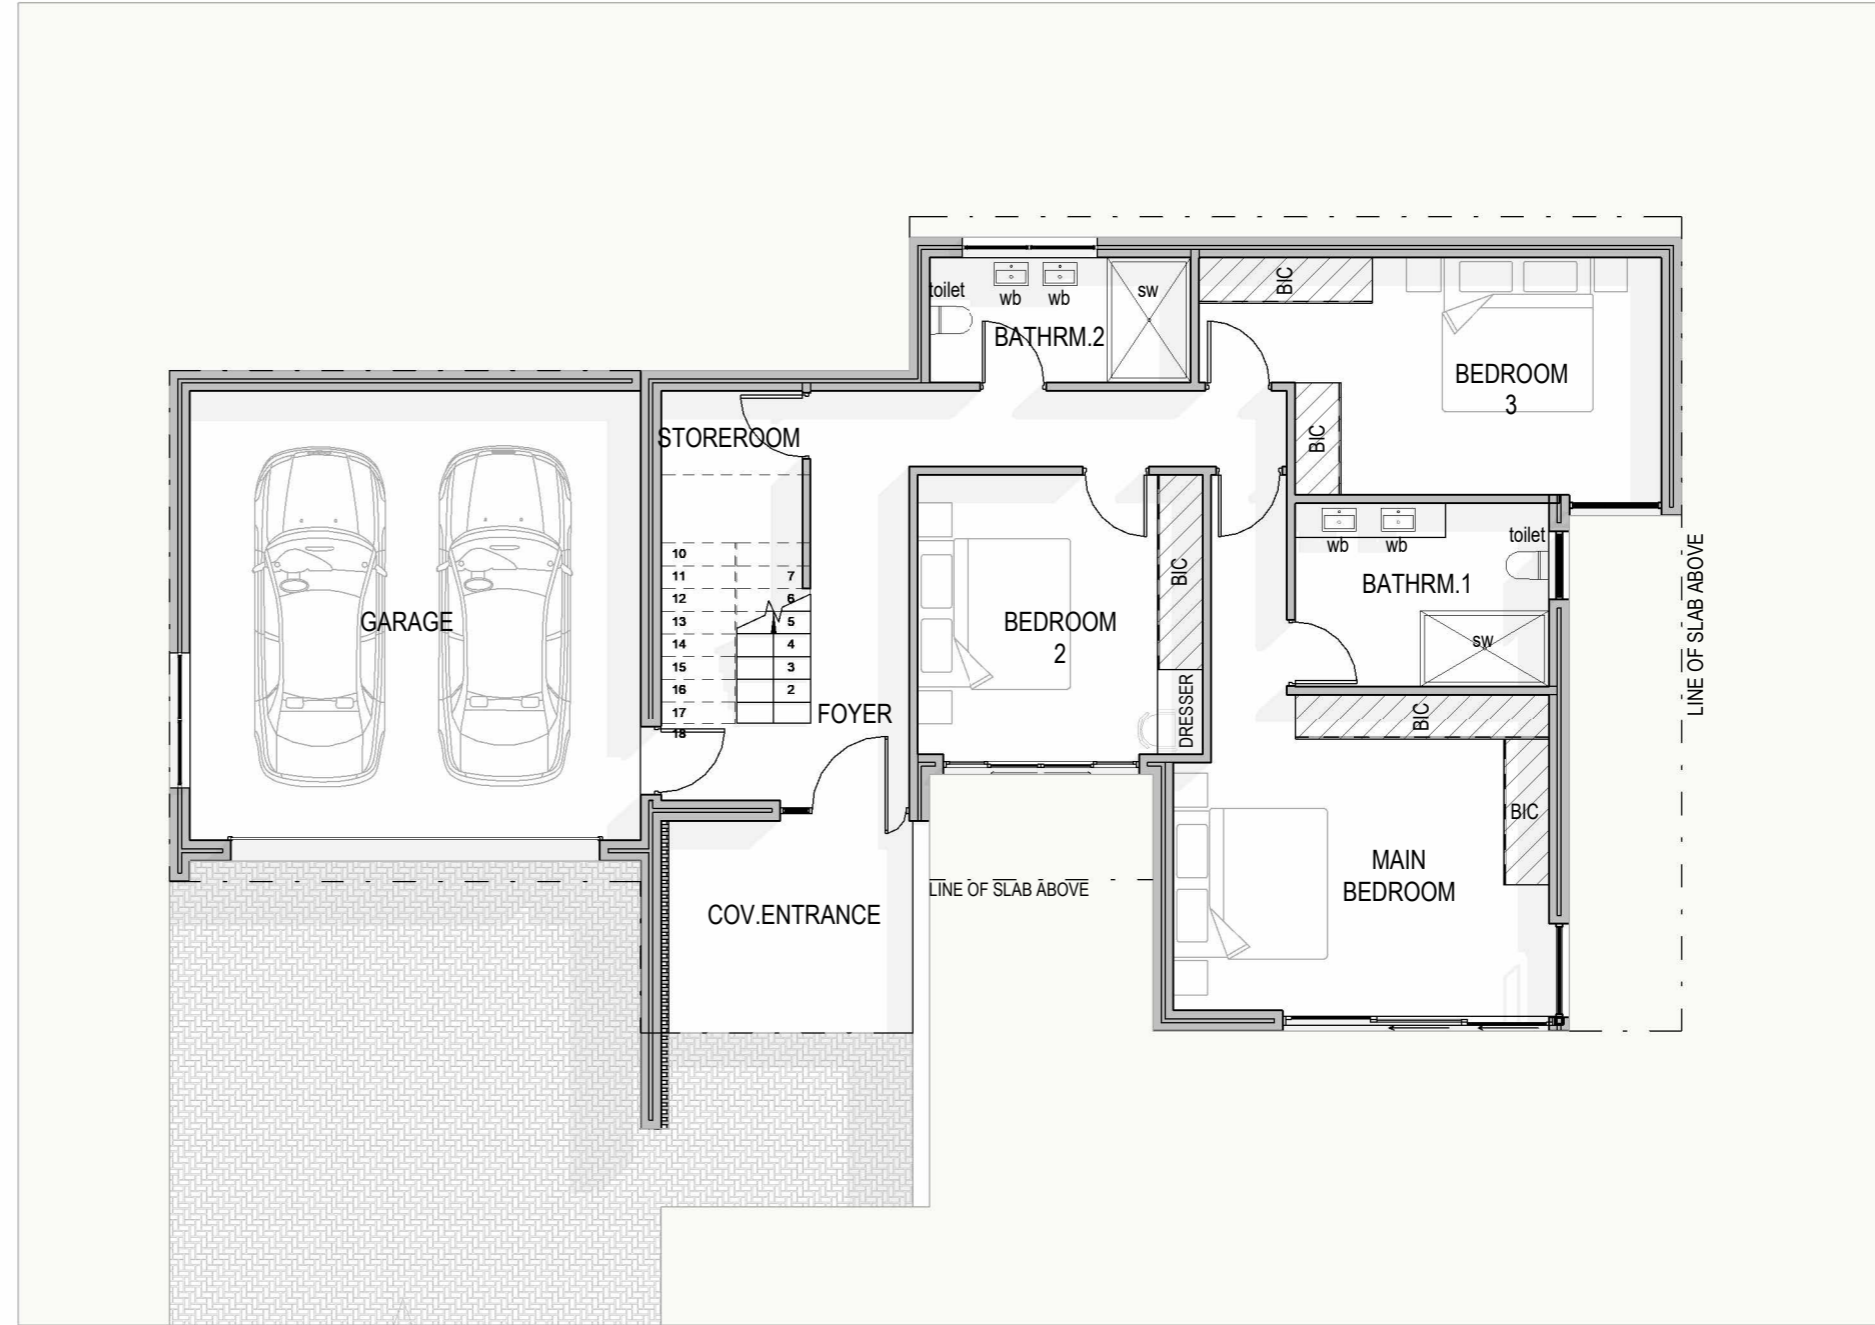 toilet
wb
wb
sw
BATHRM.2
BIC
BEDROOM
3
BIC
STOREROOM
10
11
12
13
14
15
16
17
18
7
6
5
4
3
2
GARAGE
FOYER
BEDROOM
2
BIC
DRESSER
wb
wb
toilet
BATHRM.1
sw
BIC
BIC
MAIN
BEDROOM
COV.ENTRANCE
LINE OF SLAB ABOVE
LINE OF SLAB ABOVE